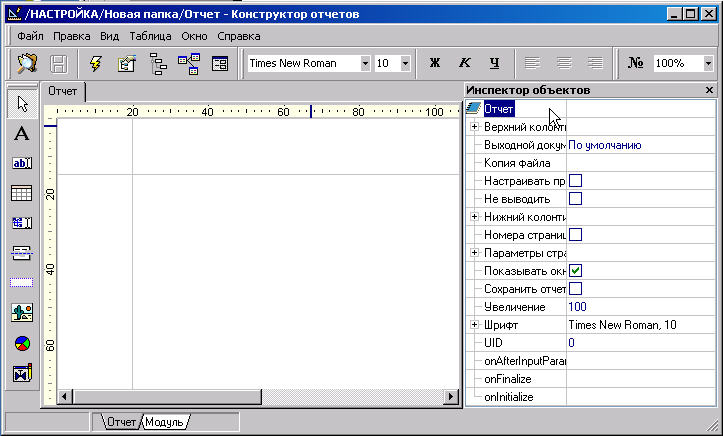 /НАСТРОЙКА/Новая папка/Отчет - Конструктор отчетов
Файл Правка Вид Таблица Окно Справка
Times New Roman 10 Ж К Ч № 100%
Отчет
20 40 60 80 100
20
40
60
A
ab
Инспектор объектов
Отчет
Верхний колонти
Выходной докум По умолчанию
Копия файла
Настраивать пр
Не выводить
Нижний колонти
Номера страниц
Параметры стра
Показывать окн
Сохранить отчет
Увеличение 100
Шрифт Times New Roman, 10
UID 0
onAfterInputParar
onFinalize
onInitialize
Отчет Модуль